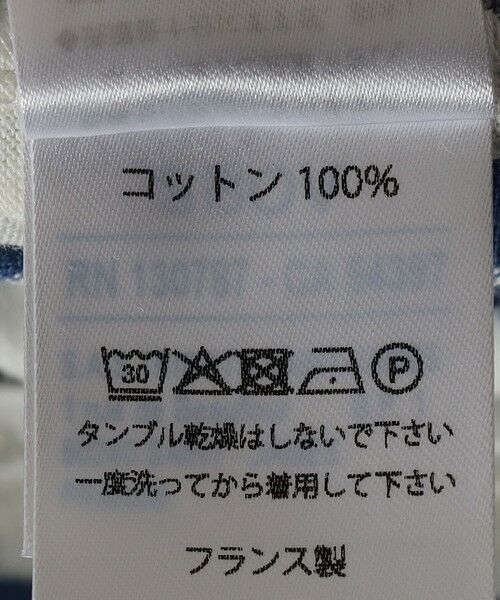 コットン 100%
30 P
タンブル乾燥はしないで下さい
一度洗ってから着用して下さい
フランス製